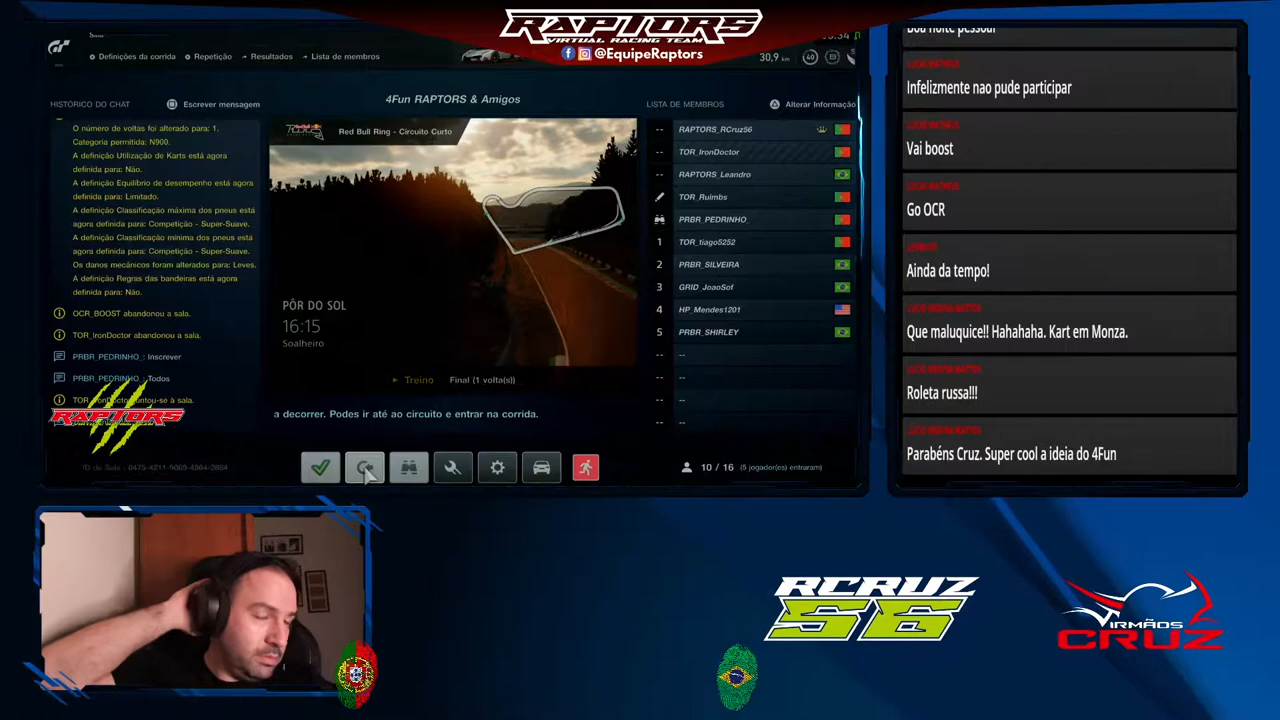 RAPTORS
VIRTUAL RACING TEAM
@EquipeRaptors
Definições da corrida
Repetição
Resultados
Lista de membros
30,9 km
40
HISTÓRICO DO CHAT
Escrever mensagem
4Fun RAPTORS & Amigos
LISTA DE MEMBROS
Alterar Informação
O número de voltas foi alterado para: 1.
Categoria permitida: N900.
A definição Utilização de Karts está agora
definida para: Não.
A definição Equilíbrio de desempenho está agora
definida para: Limitado.
A definição Classificação máxima dos pneus está
agora definida para: Competição - Super-Suave.
A definição Classificação mínima dos pneus está
agora definida para: Competição - Super-Suave.
Os danos mecânicos foram alterados para: Leves.
A definição Regras das bandeiras está agora
definida para: Não.
OCR_BOOST abandonou a sala.
TOR_IronDoctor abandonou a sala.
PRBR_PEDRINHO : Inscrever
PRBR_PEDRINHO : Todos
RAPTORS
Red Bull Ring - Circuito Curto
PÔR DO SOL
16:15
Soalheiro
Treino
Final (1 volta(s))
a decorrer. Podes ir até ao circuito e entrar na corrida.
-- RAPTORS_RCruz56
-- TOR_IronDoctor
-- RAPTORS_Leandro
TOR_Ruimbs
PRBR_PEDRINHO
1 TOR_tiago5252
2 PRBR_SILVEIRA
3 GRID_JoaoSof
4 HP_Mendes1201
5 PRBR_SHIRLEY
-- --
-- --
-- --
-- --
10 / 16 (5 jogador(es) entraram)
Boa noite pessoal
Infelizmente nao pude participar
Vai boost
Go OCR
Ainda da tempo!
Que maluquice!! Hahahaha. Kart em Monza.
Roleta russa!!!
Parabéns Cruz. Super cool a ideia do 4Fun
RCRUZ
56
IRMÃOS
CRUZ